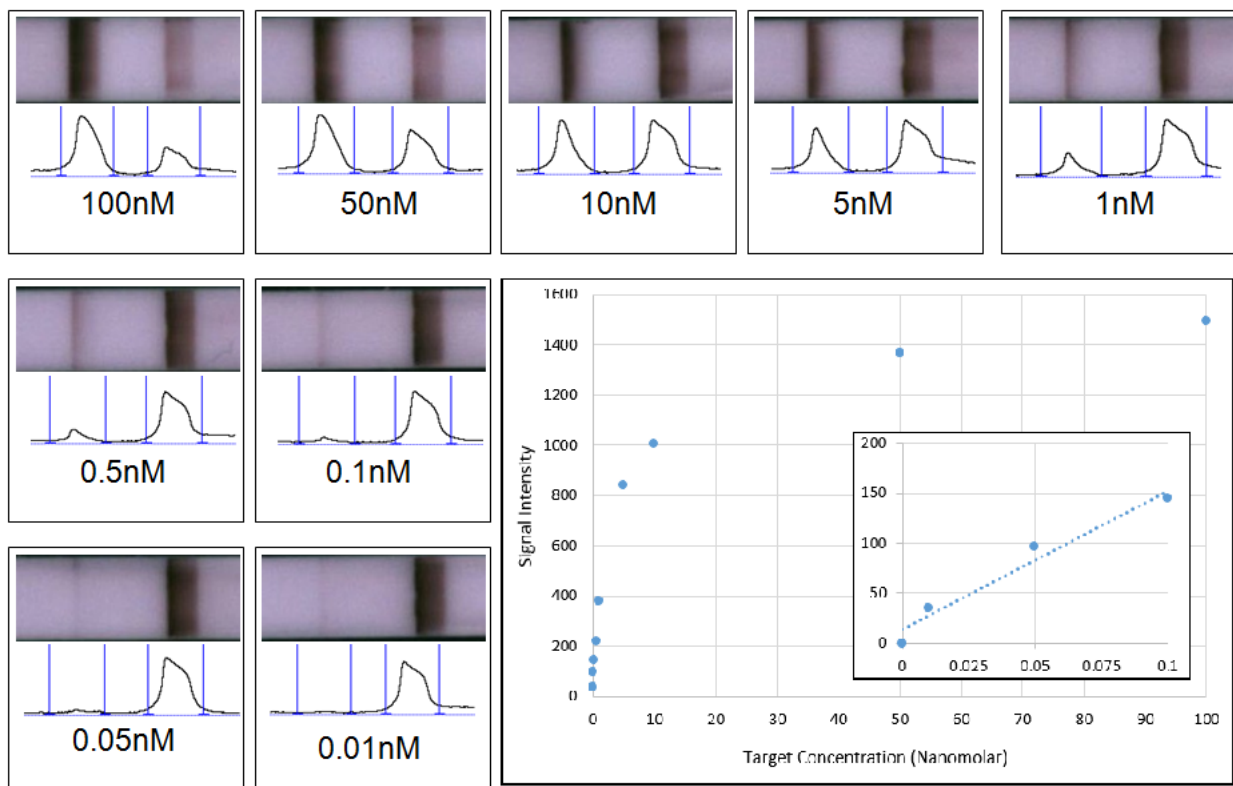 100nM
50nM
10nM
5nM
1nM
0.5nM
0.1nM
0.05nM
0.01nM
1600
1400
1200
1000
800
600
400
200
0
Signal Intensity
0 10 20 30 40 50 60 70 80 90 100
Target Concentration (Nanomolar)
200
150
100
50
0
0 0.025 0.05 0.075 0.1